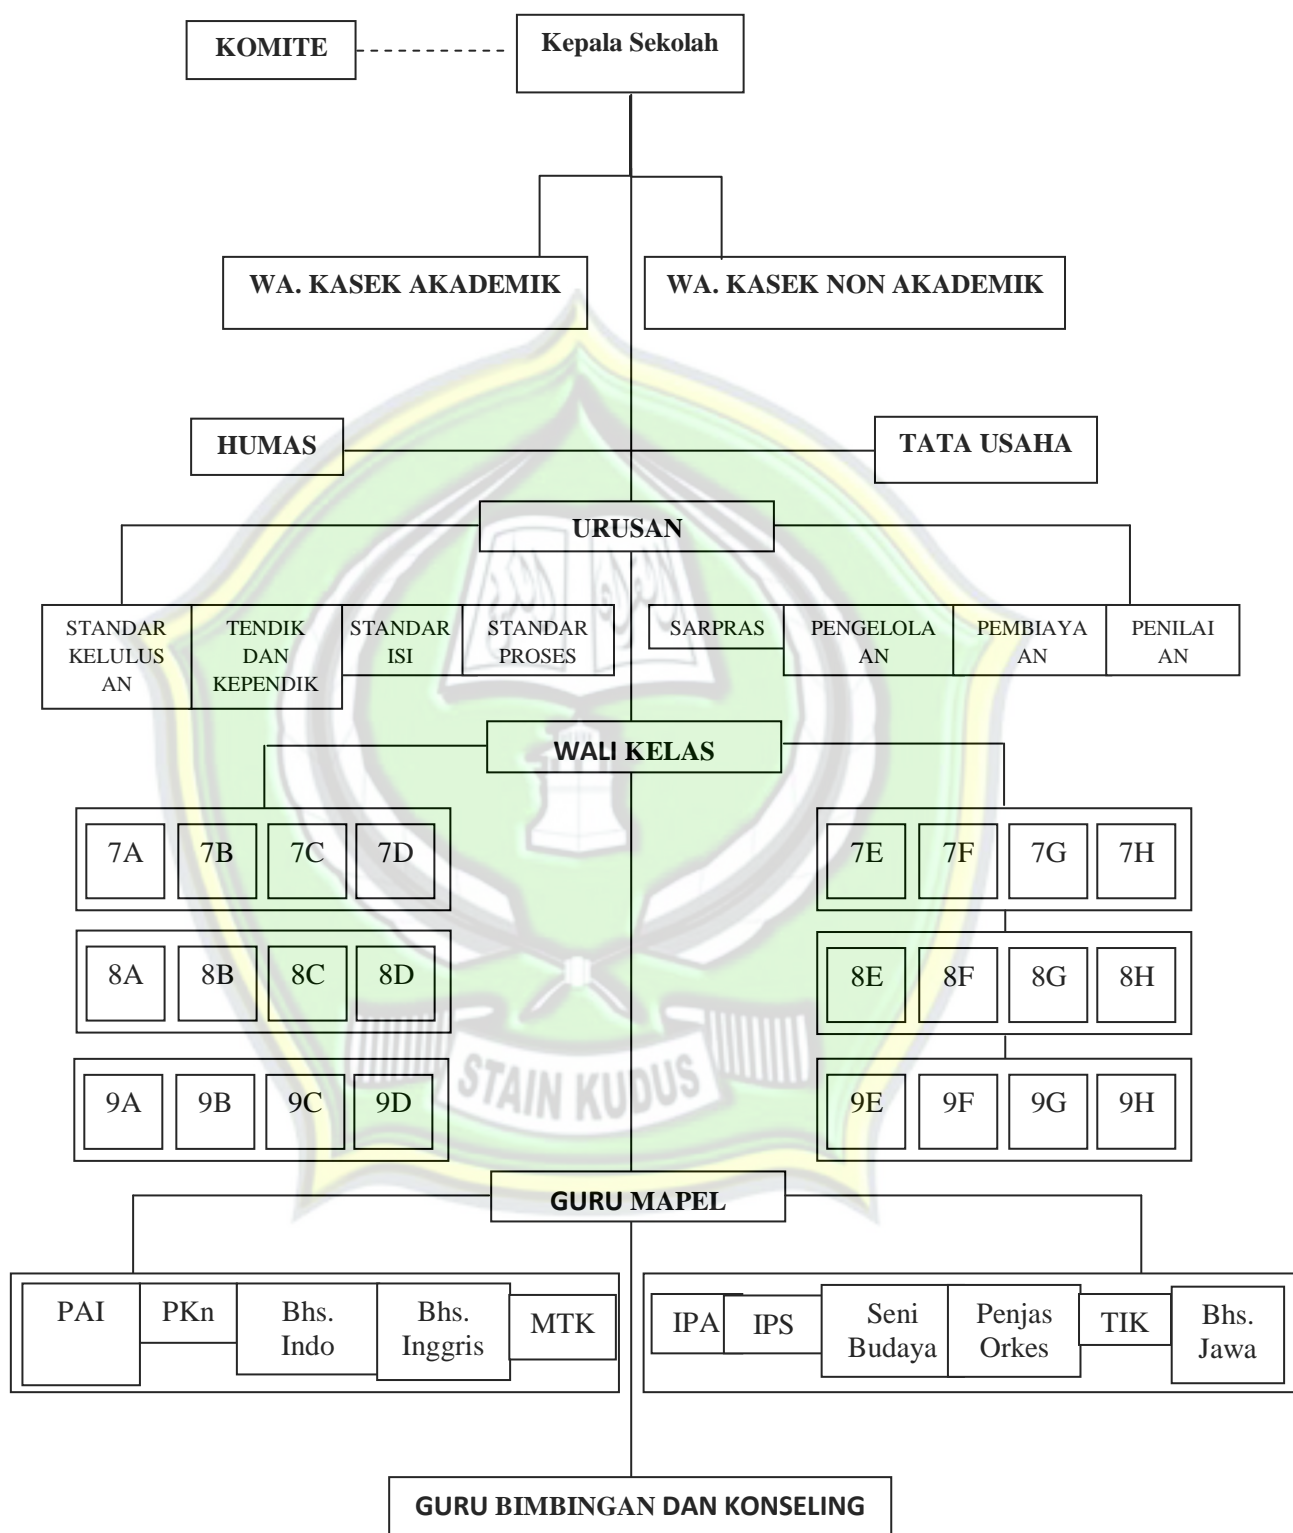 KOMITE
Kepala Sekolah
WA. KASEK AKADEMIK
WA. KASEK NON AKADEMIK
HUMAS
TATA USAHA
URUSAN
STANDAR
KELULUS
AN
TENDIK
DAN
KEPENDIK
STANDAR
ISI
STANDAR
PROSES
SARPRAS
PENGELOLA
AN
PEMBIAYA
AN
PENILAI
AN
WALI KELAS
7A
7B
7C
7D
7E
7F
7G
7H
8A
8B
8C
8D
8E
8F
8G
8H
STAIN KUDUS
9A
9B
9C
9D
9E
9F
9G
9H
GURU MAPEL
PAI
PKn
Bhs.
Indo
Bhs.
Inggris
MTK
IPA
IPS
Seni
Budaya
Penjas
Orkes
TIK
Bhs.
Jawa
GURU BIMBINGAN DAN KONSELING